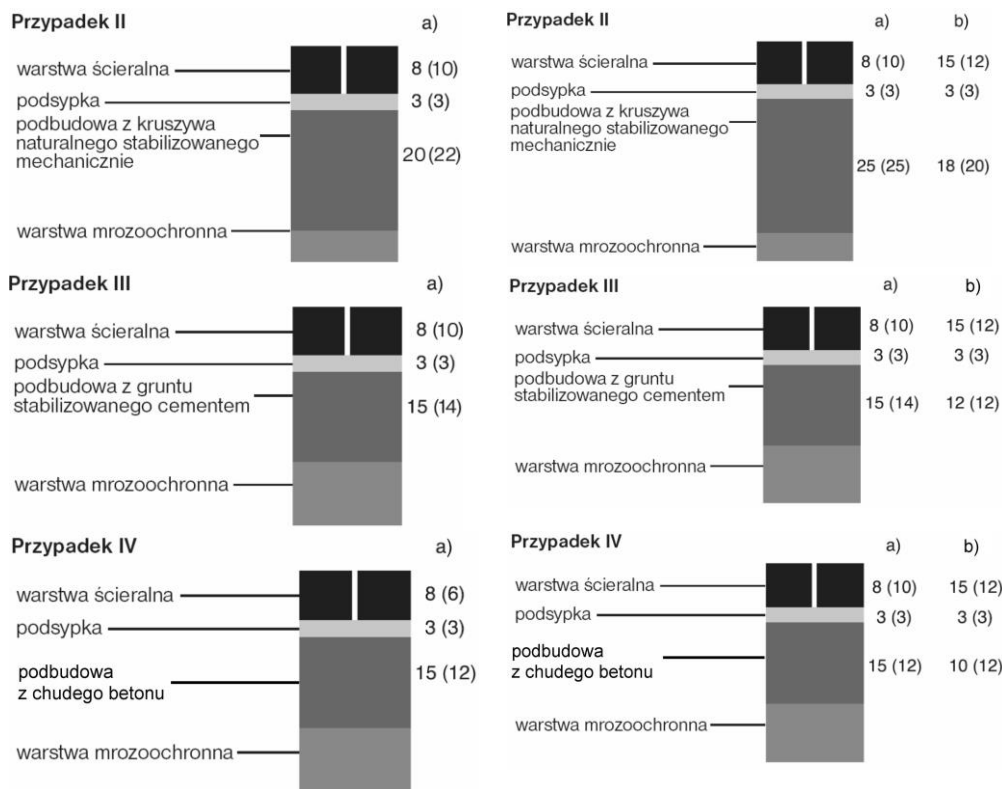 Przypadek II a)
warstwa ścieralna 8 (10)
podsypka 3 (3)
podbudowa z kruszywa
naturalnego stabilizowanego
mechanicznie 20 (22)
warstwa mrozoochronna
Przypadek III a)
warstwa ścieralna 8 (10)
podsypka 3 (3)
podbudowa z gruntu
stabilizowanego cementem 15 (14)
warstwa mrozoochronna
Przypadek IV a)
warstwa ścieralna 8 (6)
podsypka 3 (3)
podbudowa
z chudego betonu 15 (12)
warstwa mrozoochronna
Przypadek II a) b)
warstwa ścieralna 8 (10) 15 (12)
podsypka 3 (3) 3 (3)
podbudowa z kruszywa
naturalnego stabilizowanego
mechanicznie
25 (25) 18 (20)
warstwa mrozoochronna
Przypadek III a) b)
warstwa ścieralna 8 (10) 15 (12)
podsypka 3 (3) 3 (3)
podbudowa z gruntu
stabilizowanego cementem 15 (14) 12 (12)
warstwa mrozoochronna
Przypadek IV a) b)
warstwa ścieralna 8 (10) 15 (12)
podsypka 3 (3) 3 (3)
podbudowa
z chudego betonu 15 (12) 10 (12)
warstwa mrozoochronna